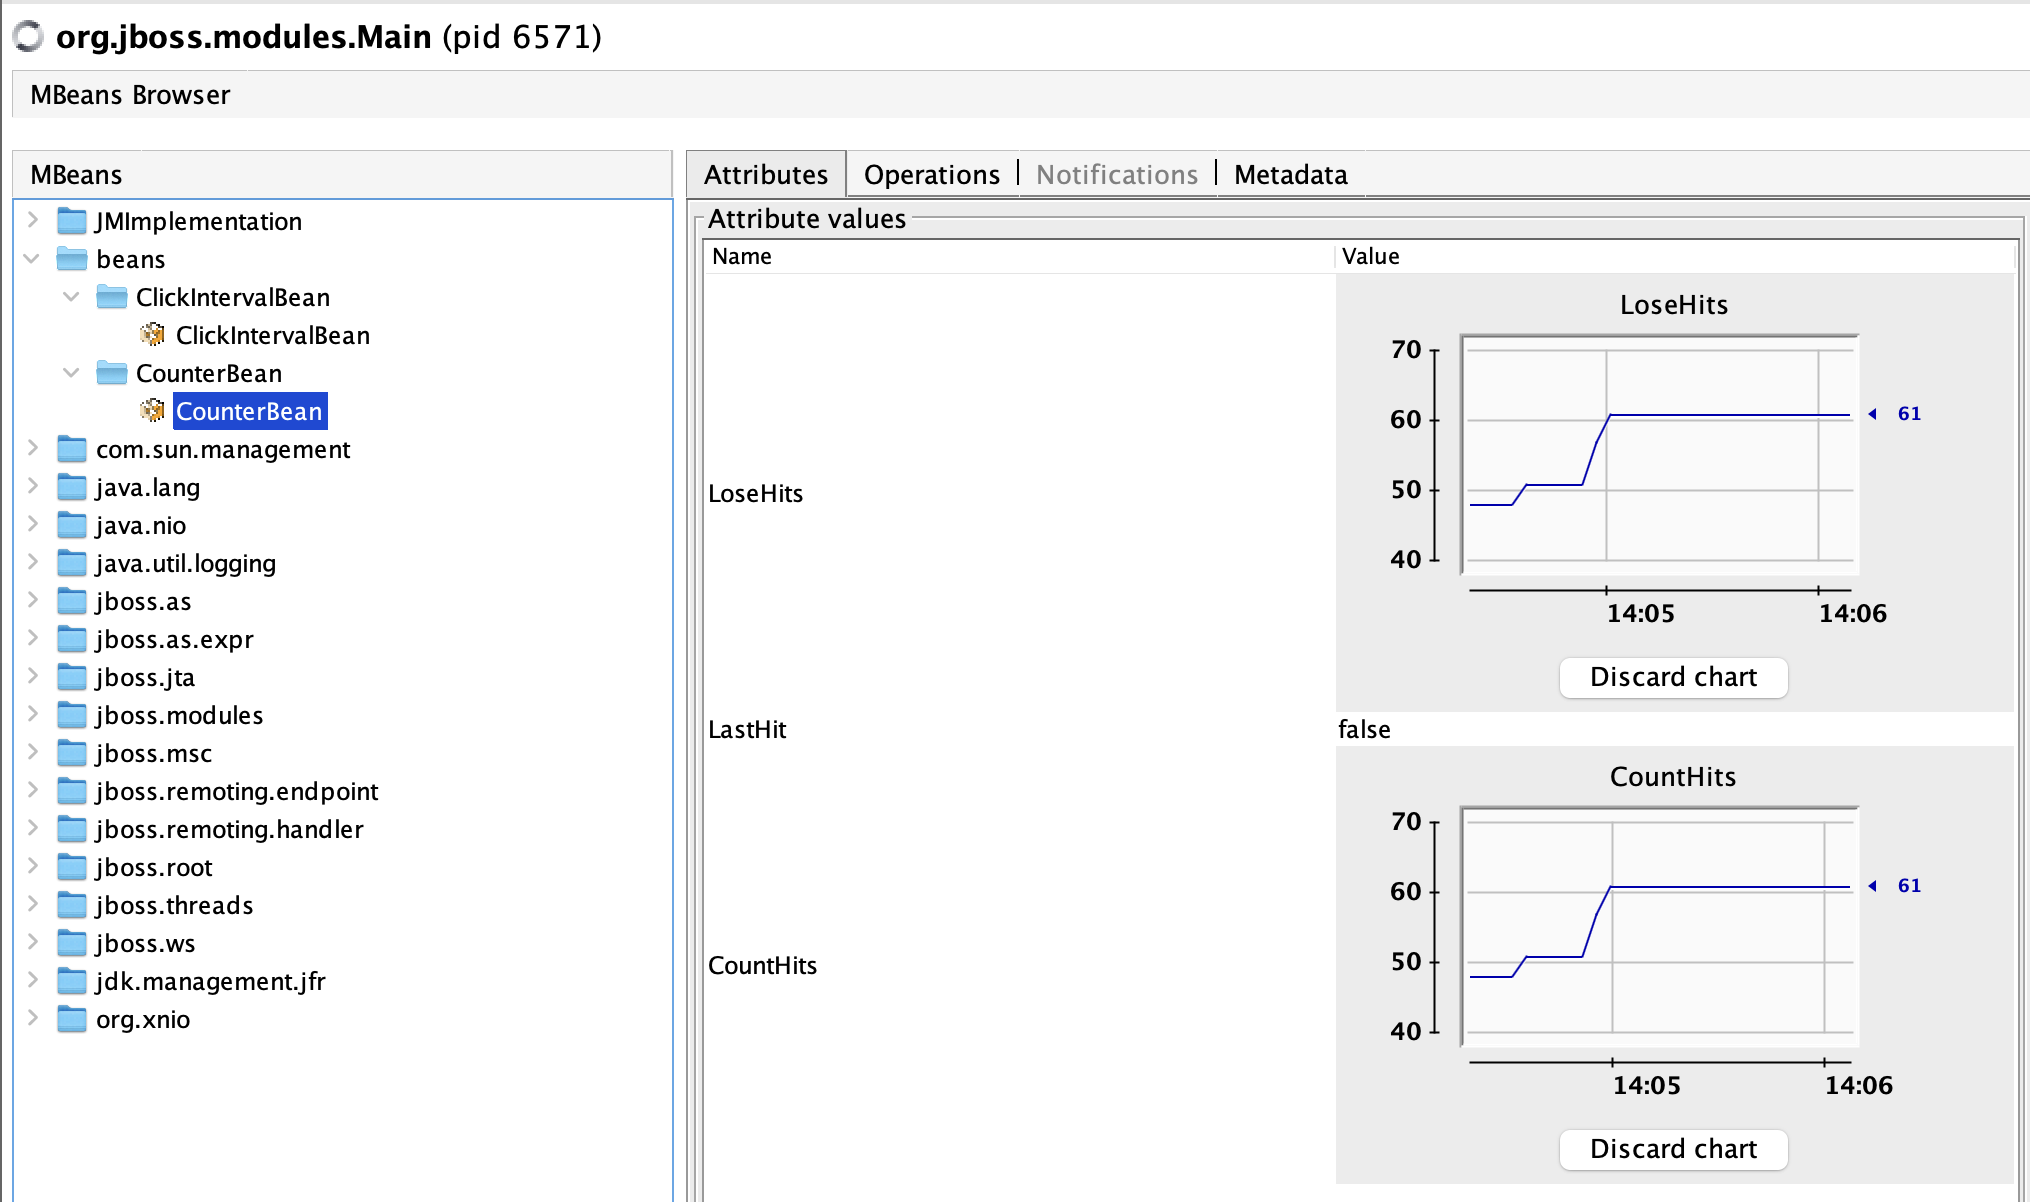 org.jboss.modules.Main (pid 6571)
MBeans Browser
MBeans
JMImplementation
beans
ClickIntervalBean
ClickIntervalBean
CounterBean
CounterBean
com.sun.management
java.lang
java.nio
java.util.logging
jboss.as
jboss.as.expr
jboss.jta
jboss.modules
jboss.msc
jboss.remoting.endpoint
jboss.remoting.handler
jboss.root
jboss.threads
jboss.ws
jdk.management.jfr
org.xnio
Attributes Operations Notifications Metadata
Attribute values
Name Value
LoseHits
LoseHits
70
60
50
40
61
14:05 14:06
Discard chart
LastHit false
CountHits
CountHits
70
60
50
40
61
14:05 14:06
Discard chart